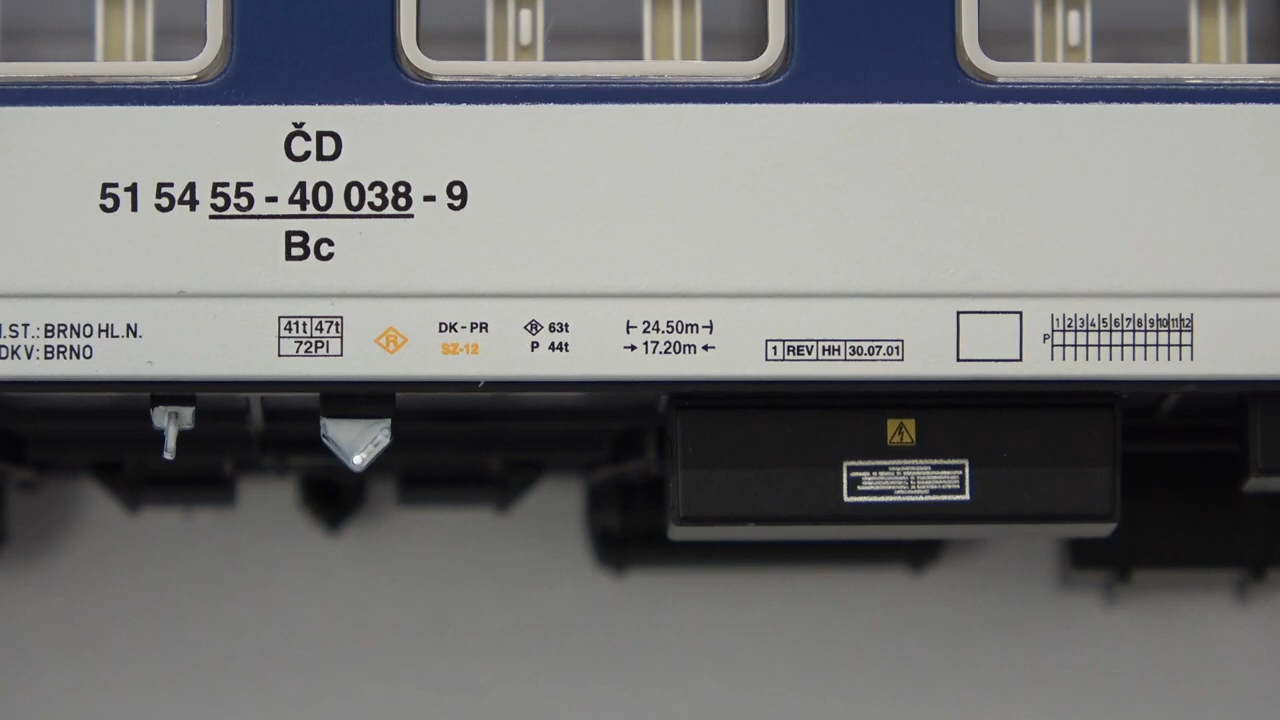 ČD
51 54 55 - 40 038 - 9
Bc
.ST.: BRNO HL.N.
DKV: BRNO
41t 47t
72Pl
R
DK - PR
SZ-12
R 63t
P 44t
24.50m
17.20m
1 REV HH 30.07.01
1 2 3 4 5 6 7 8 9 10 11 12
P